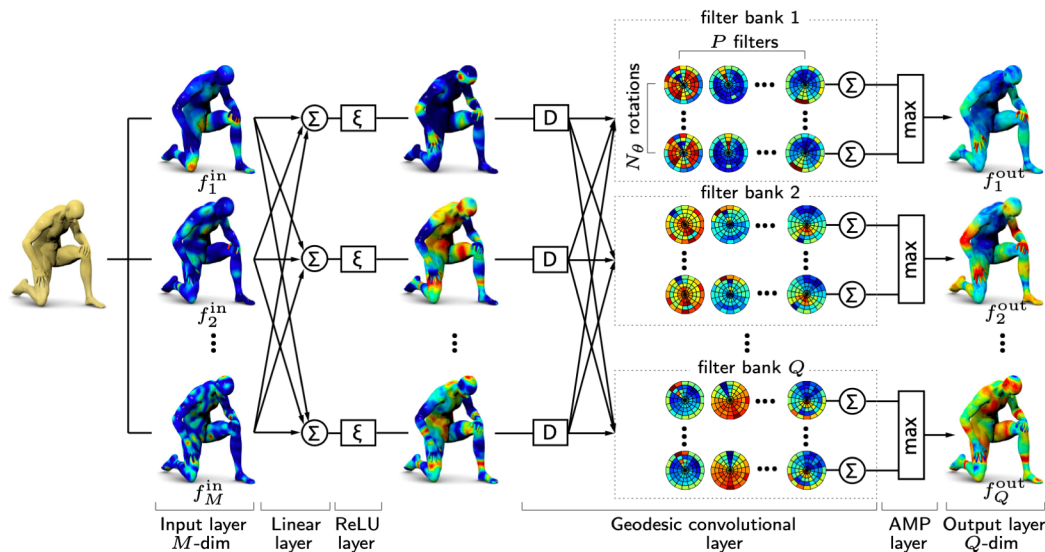 filter bank 1
P filters
N_θ rotations
Σ
ξ
D
Σ
max
Σ
f_1^in
f_1^out
filter bank 2
Σ
ξ
D
Σ
max
Σ
f_2^in
f_2^out
filter bank Q
Σ
ξ
D
Σ
max
Σ
f_M^in
f_Q^out
Input layer
M-dim
Linear
layer
ReLU
layer
Geodesic convolutional
layer
AMP
layer
Output layer
Q-dim